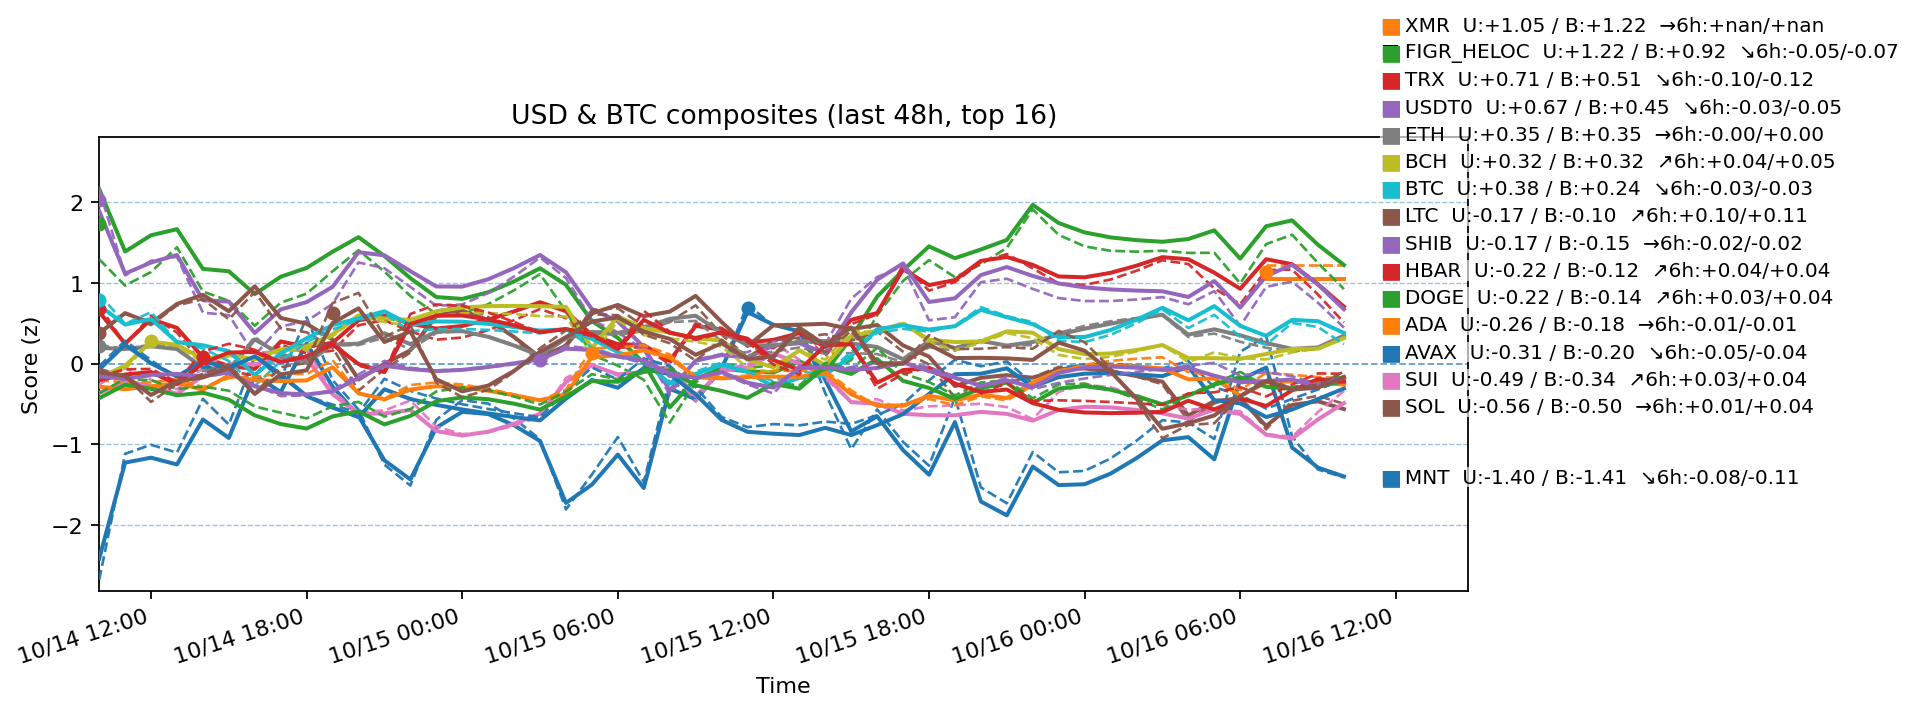 XMR  U:+1.05 / B:+1.22  →6h:+nan/+nan
FIGR_HELOC  U:+1.22 / B:+0.92  ↘6h:-0.05/-0.07
TRX  U:+0.71 / B:+0.51  ↘6h:-0.10/-0.12
USDT0  U:+0.67 / B:+0.45  ↘6h:-0.03/-0.05
USD & BTC composites (last 48h, top 16)
ETH  U:+0.35 / B:+0.35  →6h:-0.00/+0.00
BCH  U:+0.32 / B:+0.32  ↗6h:+0.04/+0.05
BTC  U:+0.38 / B:+0.24  ↘6h:-0.03/-0.03
LTC  U:-0.17 / B:-0.10  ↗6h:+0.10/+0.11
SHIB  U:-0.17 / B:-0.15  →6h:-0.02/-0.02
HBAR  U:-0.22 / B:-0.12  ↗6h:+0.04/+0.04
DOGE  U:-0.22 / B:-0.14  ↗6h:+0.03/+0.04
ADA  U:-0.26 / B:-0.18  →6h:-0.01/-0.01
AVAX  U:-0.31 / B:-0.20  ↘6h:-0.05/-0.04
SUI  U:-0.49 / B:-0.34  ↗6h:+0.03/+0.04
SOL  U:-0.56 / B:-0.50  →6h:+0.01/+0.04
MNT  U:-1.40 / B:-1.41  ↘6h:-0.08/-0.11
Score (z)
2
1
0
−1
−2
10/14 12:00
10/14 18:00
10/15 00:00
10/15 06:00
10/15 12:00
10/15 18:00
10/16 00:00
10/16 06:00
10/16 12:00
Time